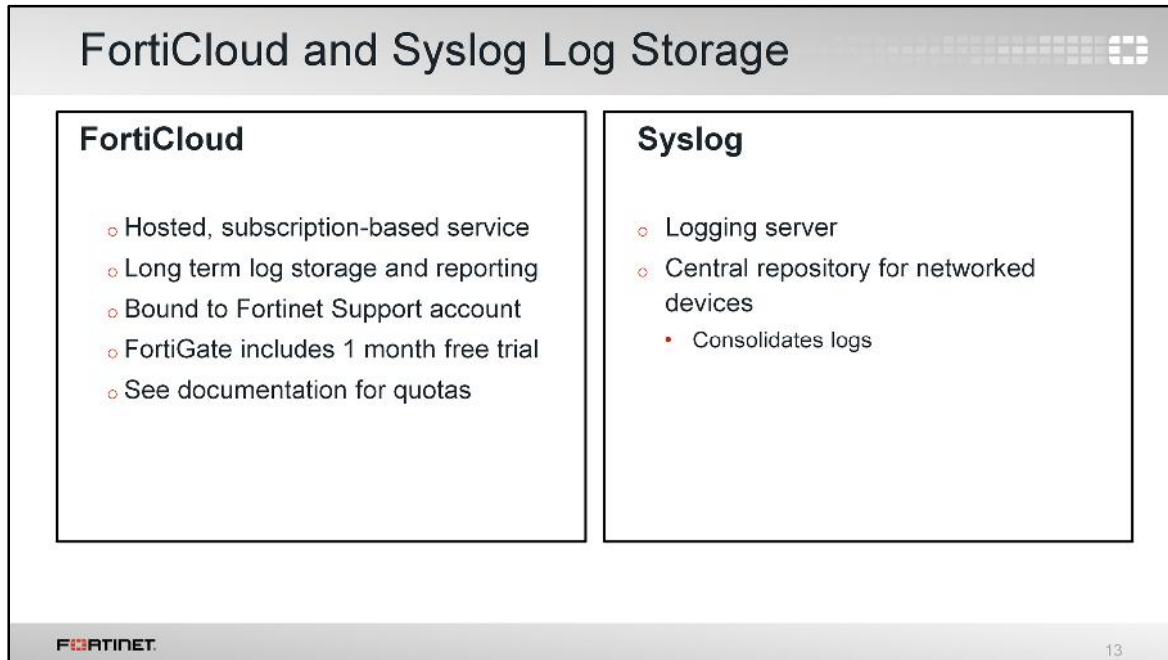 FortiCloud and Syslog Log Storage
FortiCloud
Hosted, subscription-based service
Long term log storage and reporting
Bound to Fortinet Support account
FortiGate includes 1 month free trial
See documentation for quotas
Syslog
Logging server
Central repository for networked
devices
Consolidates logs
FORTINET.
13